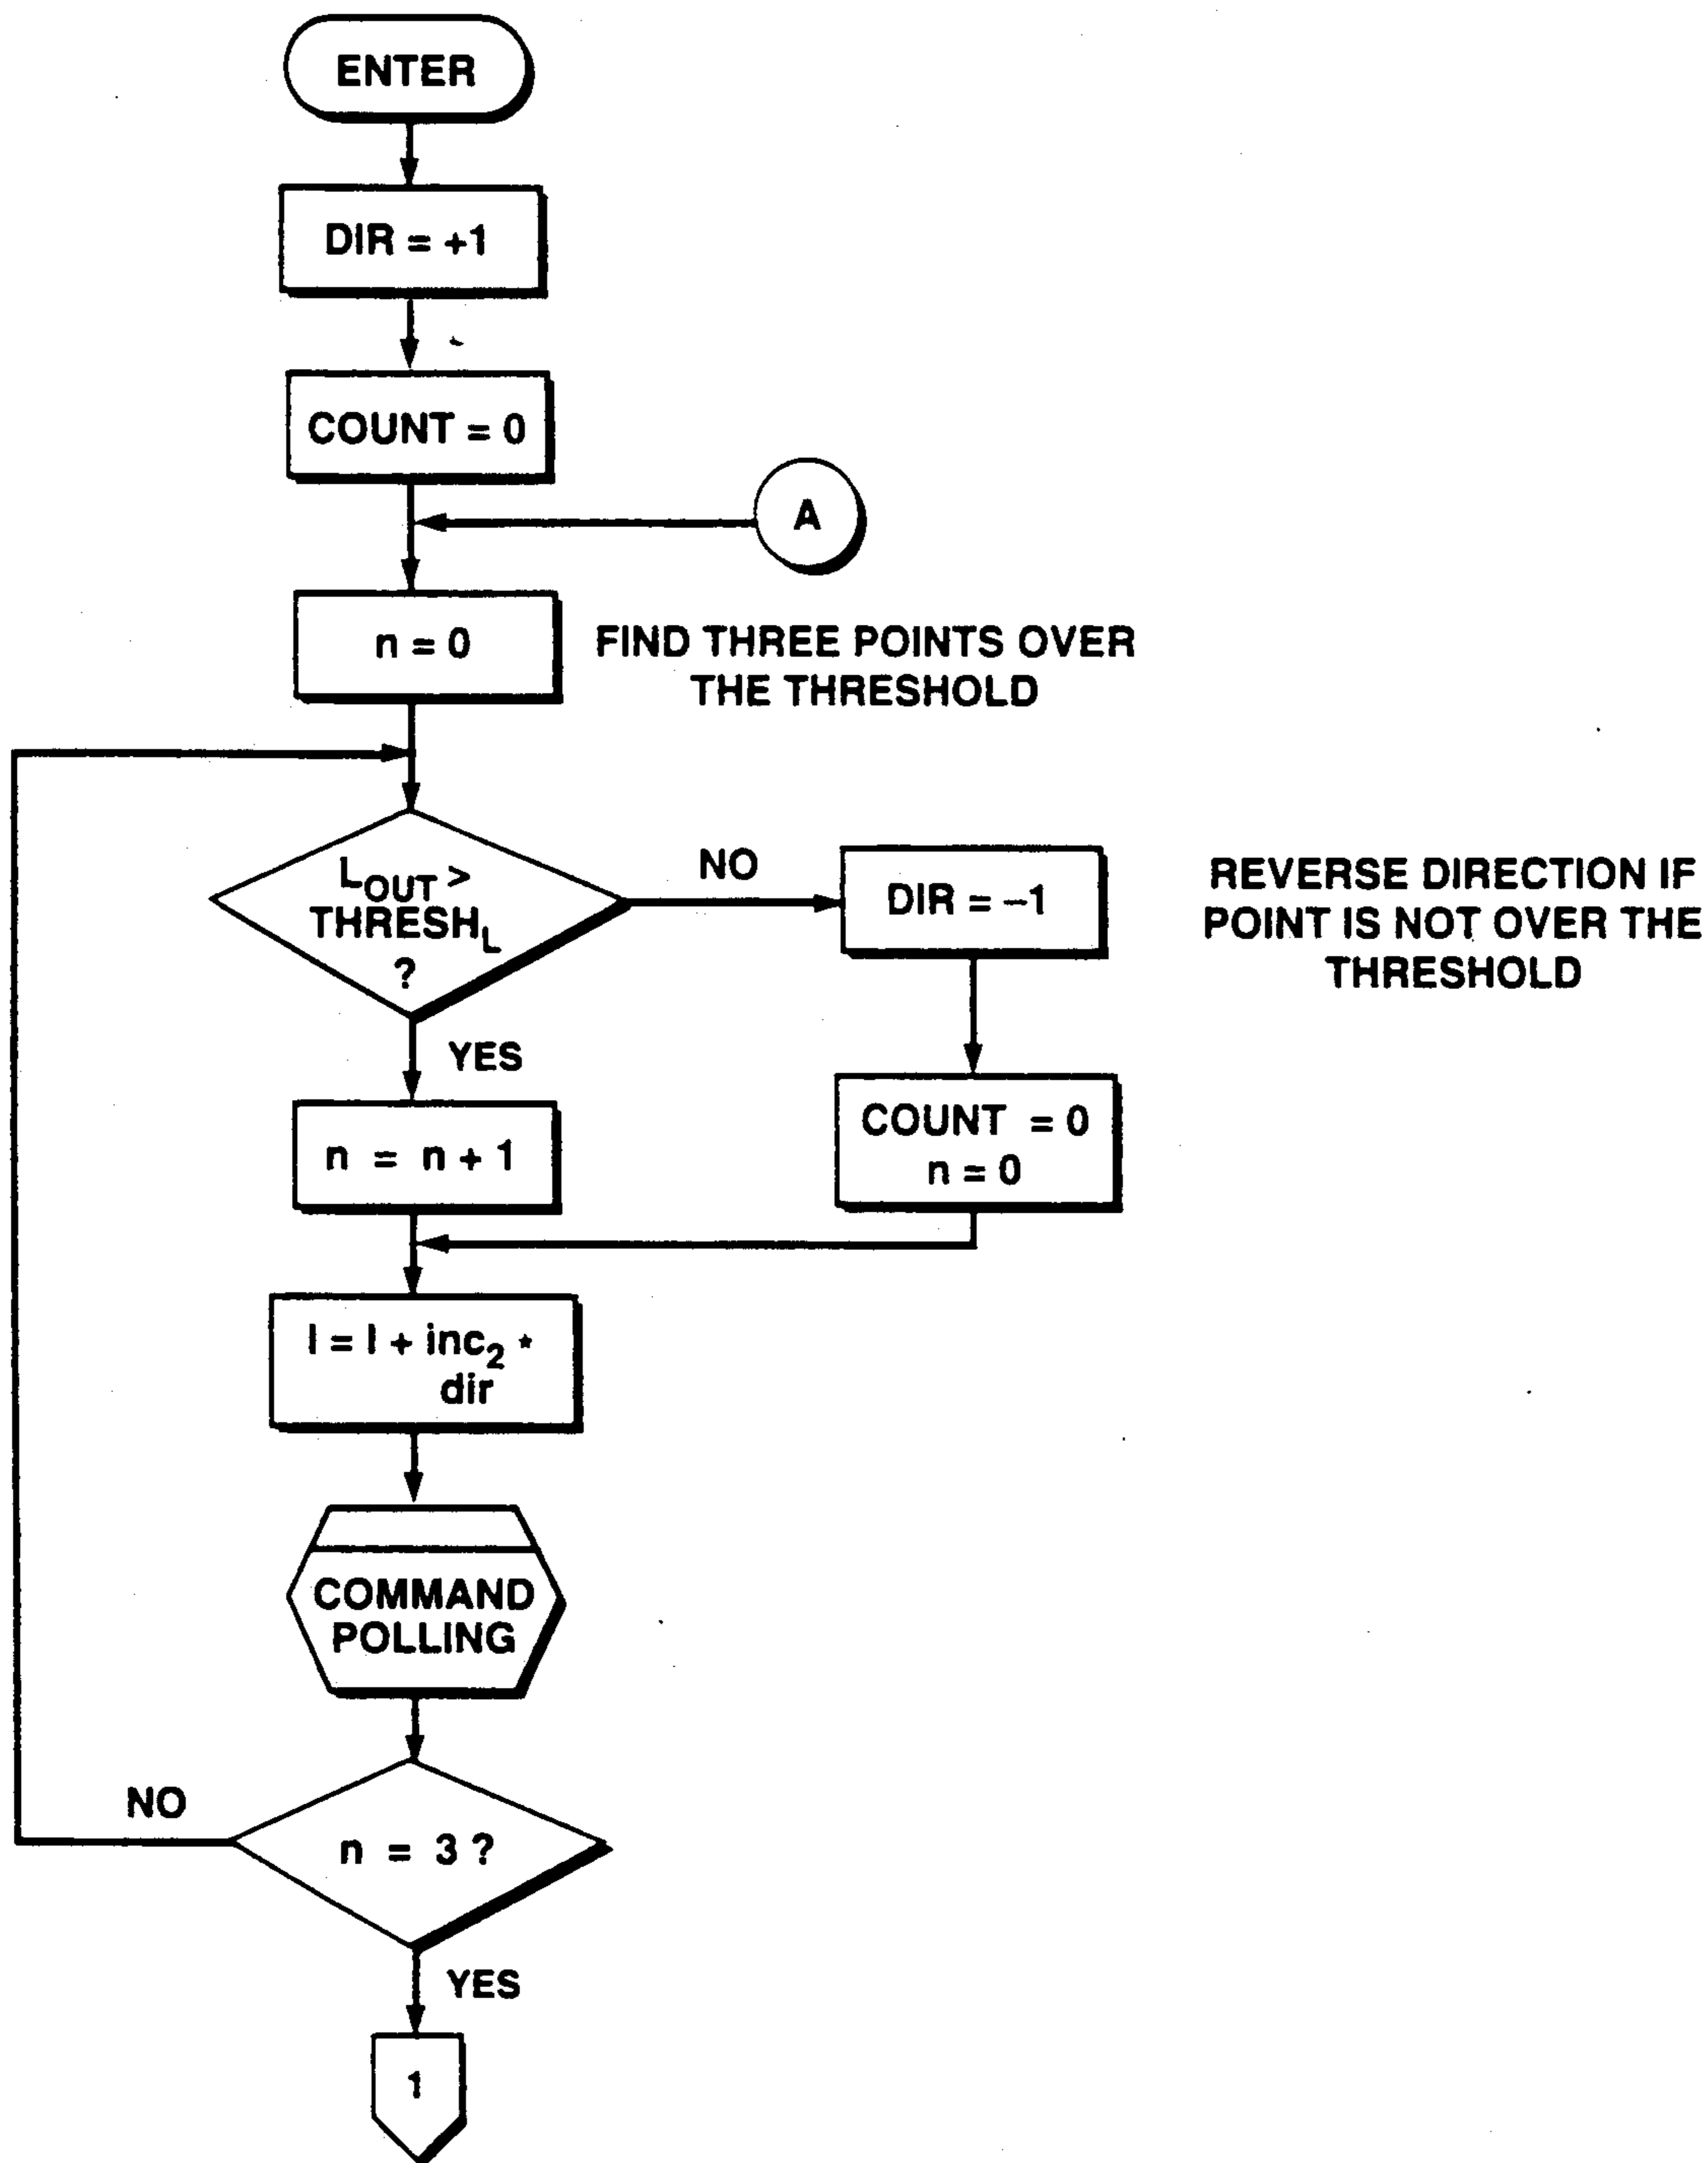 ENTER
DIR = +1
COUNT = 0
A
n = 0
FIND THREE POINTS OVER
THE THRESHOLD
LOUT >
THRESHL
?
NO
DIR = –1
REVERSE DIRECTION IF
POINT IS NOT OVER THE
THRESHOLD
YES
n = n + 1
COUNT = 0
n = 0
I = I + inc2 *
dir
COMMAND
POLLING
NO
n = 3 ?
YES
1